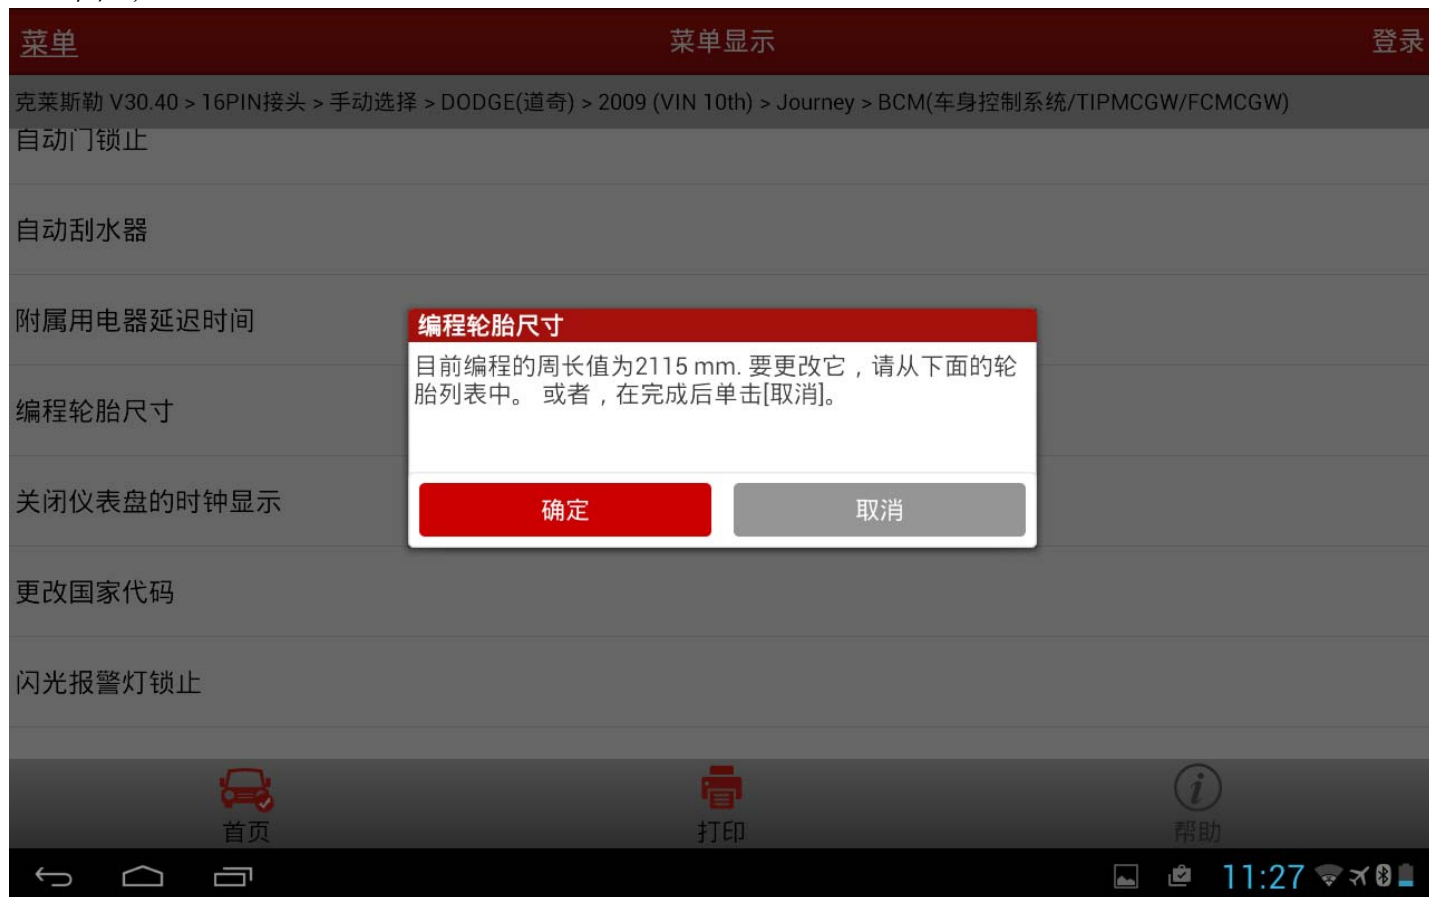 菜单
菜单显示
登录
克莱斯勒 V30.40 > 16PIN接头 > 手动选择 > DODGE(道奇) > 2009 (VIN 10th) > Journey > BCM(车身控制系统/TIPMCGW/FCMCGW)
自动门锁止
自动刮水器
附属用电器延迟时间
编程轮胎尺寸
关闭仪表盘的时钟显示
更改国家代码
闪光报警灯锁止
编程轮胎尺寸
目前编程的周长值为2115 mm. 要更改它，请从下面的轮
胎列表中。 或者，在完成后单击[取消]。
确定
取消
首页
打印
帮助
11:27